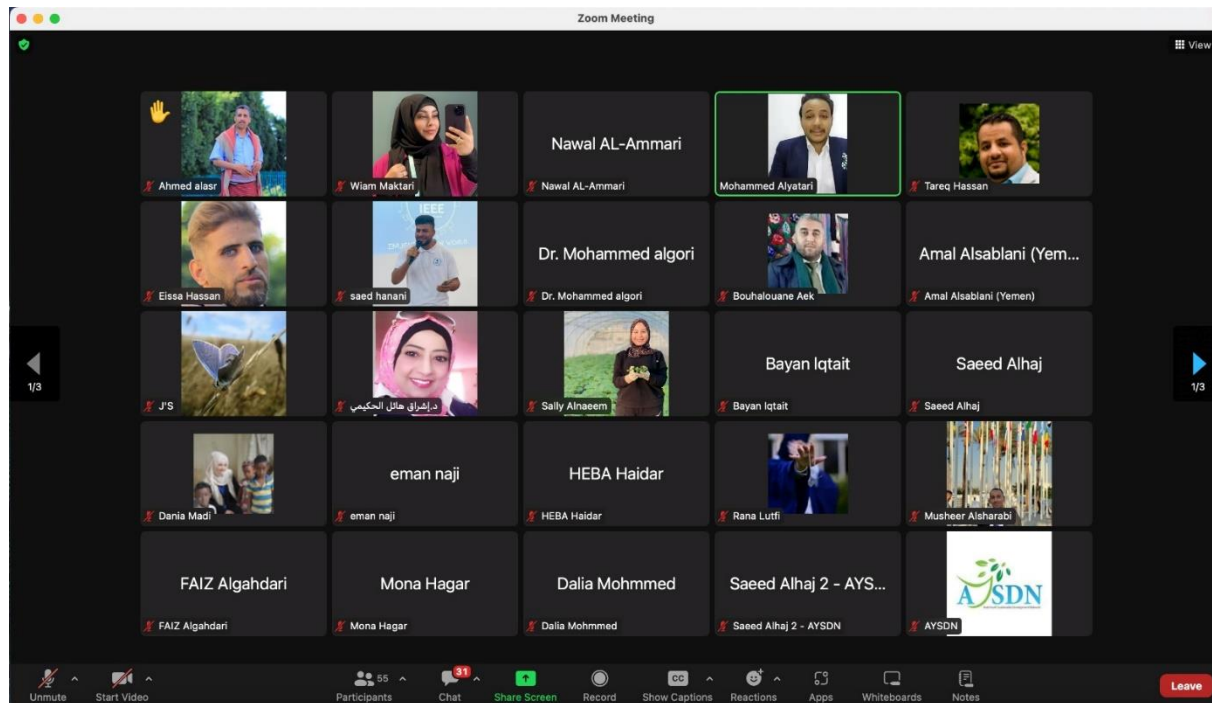 Zoom Meeting
View
Ahmed alasr
Wiam Maktari
Nawal AL-Ammari
Nawal AL-Ammari
Mohammed Alyatari
Tareq Hassan
Eissa Hassan
IEEE
saed hanani
Dr. Mohammed algori
Dr. Mohammed algori
Bouhalouane Aek
Amal Alsablani (Yem...
Amal Alsablani (Yemen)
J'S
د.إشراق هائل الحكيمي
Sally Alnaeem
Bayan Iqtait
Bayan Iqtait
Saeed Alhaj
Saeed Alhaj
1/3
1/3
Dania Madi
eman naji
eman naji
HEBA Haidar
HEBA Haidar
Rana Lutfi
Musheer Alsharabi
FAIZ Algahdari
FAIZ Algahdari
Mona Hagar
Mona Hagar
Dalia Mohmmed
Dalia Mohmmed
Saeed Alhaj 2 - AYS...
Saeed Alhaj 2 - AYSDN
AYSDN
AYSDN
Unmute
Start Video
55
Participants
31
Chat
Share Screen
Record
CC
Show Captions
Reactions
Apps
Whiteboards
Notes
Leave